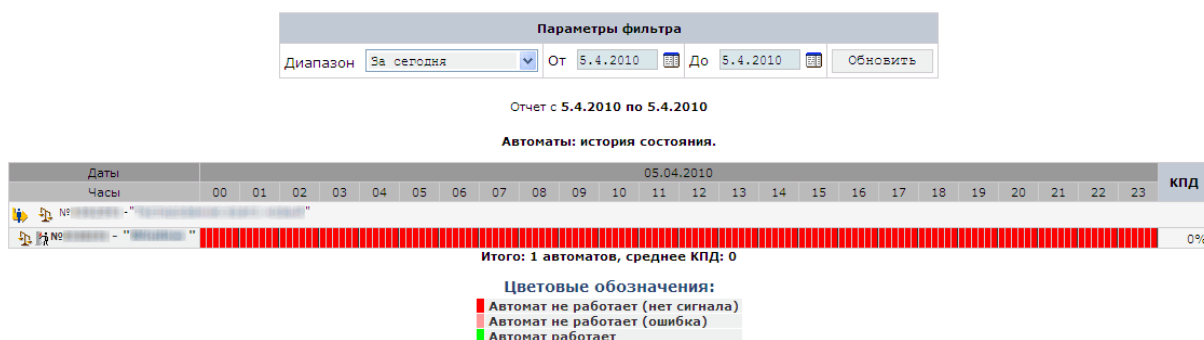 Параметры фильтра
Диапазон За сегодня От 5.4.2010 До 5.4.2010 Обновить
Отчет с 5.4.2010 по 5.4.2010
Автоматы: история состояния.
Даты 05.04.2010 КПД
Часы 00 01 02 03 04 05 06 07 08 09 10 11 12 13 14 15 16 17 18 19 20 21 22 23
№ - " "
№ - " " 0%
Итого: 1 автоматов, среднее КПД: 0
Цветовые обозначения:
Автомат не работает (нет сигнала)
Автомат не работает (ошибка)
Автомат работает